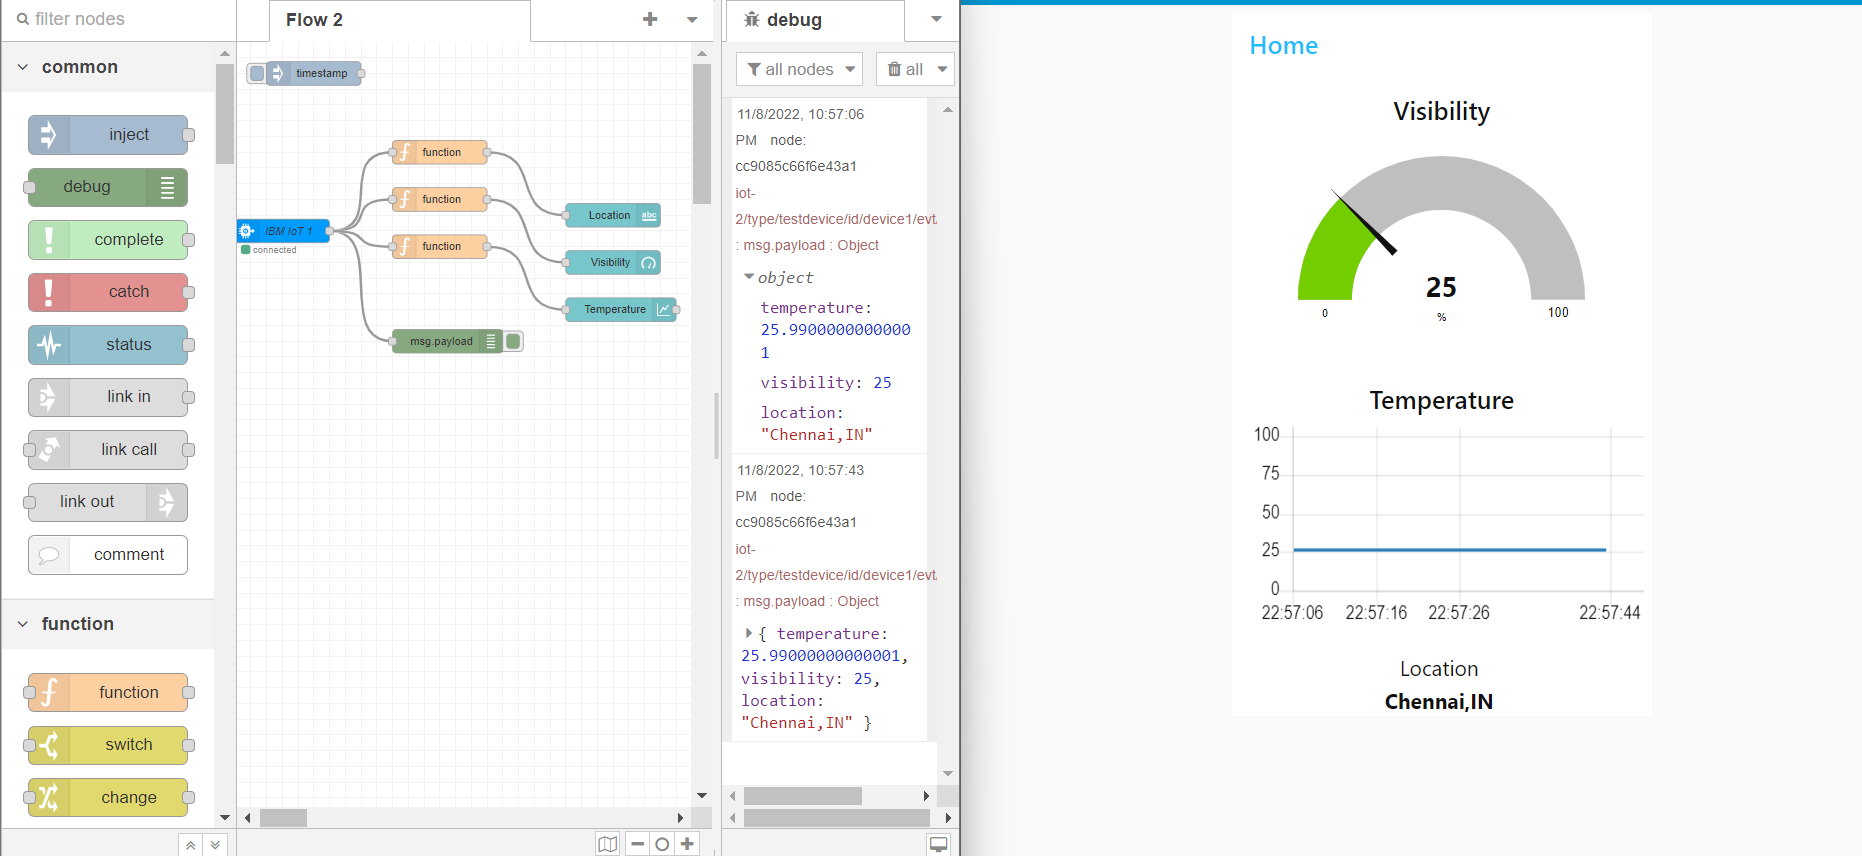 filter nodes
common
inject
debug
complete
catch
status
link in
link call
link out
comment
function
function
switch
change
Flow 2
timestamp
function
function
function
IBM IoT 1
connected
Location
abc
Visibility
Temperature
msg.payload
debug
all nodes
all
11/8/2022, 10:57:06
PM node:
cc9085c66f6e43a1
iot-
2/type/testdevice/id/device1/evt
: msg.payload : Object
object
temperature:
25.9900000000000
1
visibility: 25
location:
"Chennai,IN"
11/8/2022, 10:57:43
PM node:
cc9085c66f6e43a1
iot-
2/type/testdevice/id/device1/evt
: msg.payload : Object
{ temperature:
25.99000000000001,
visibility: 25,
location:
"Chennai,IN" }
Home
Visibility
25
0
%
100
Temperature
100
75
50
25
0
22:57:06 22:57:16 22:57:26 22:57:44
Location
Chennai,IN